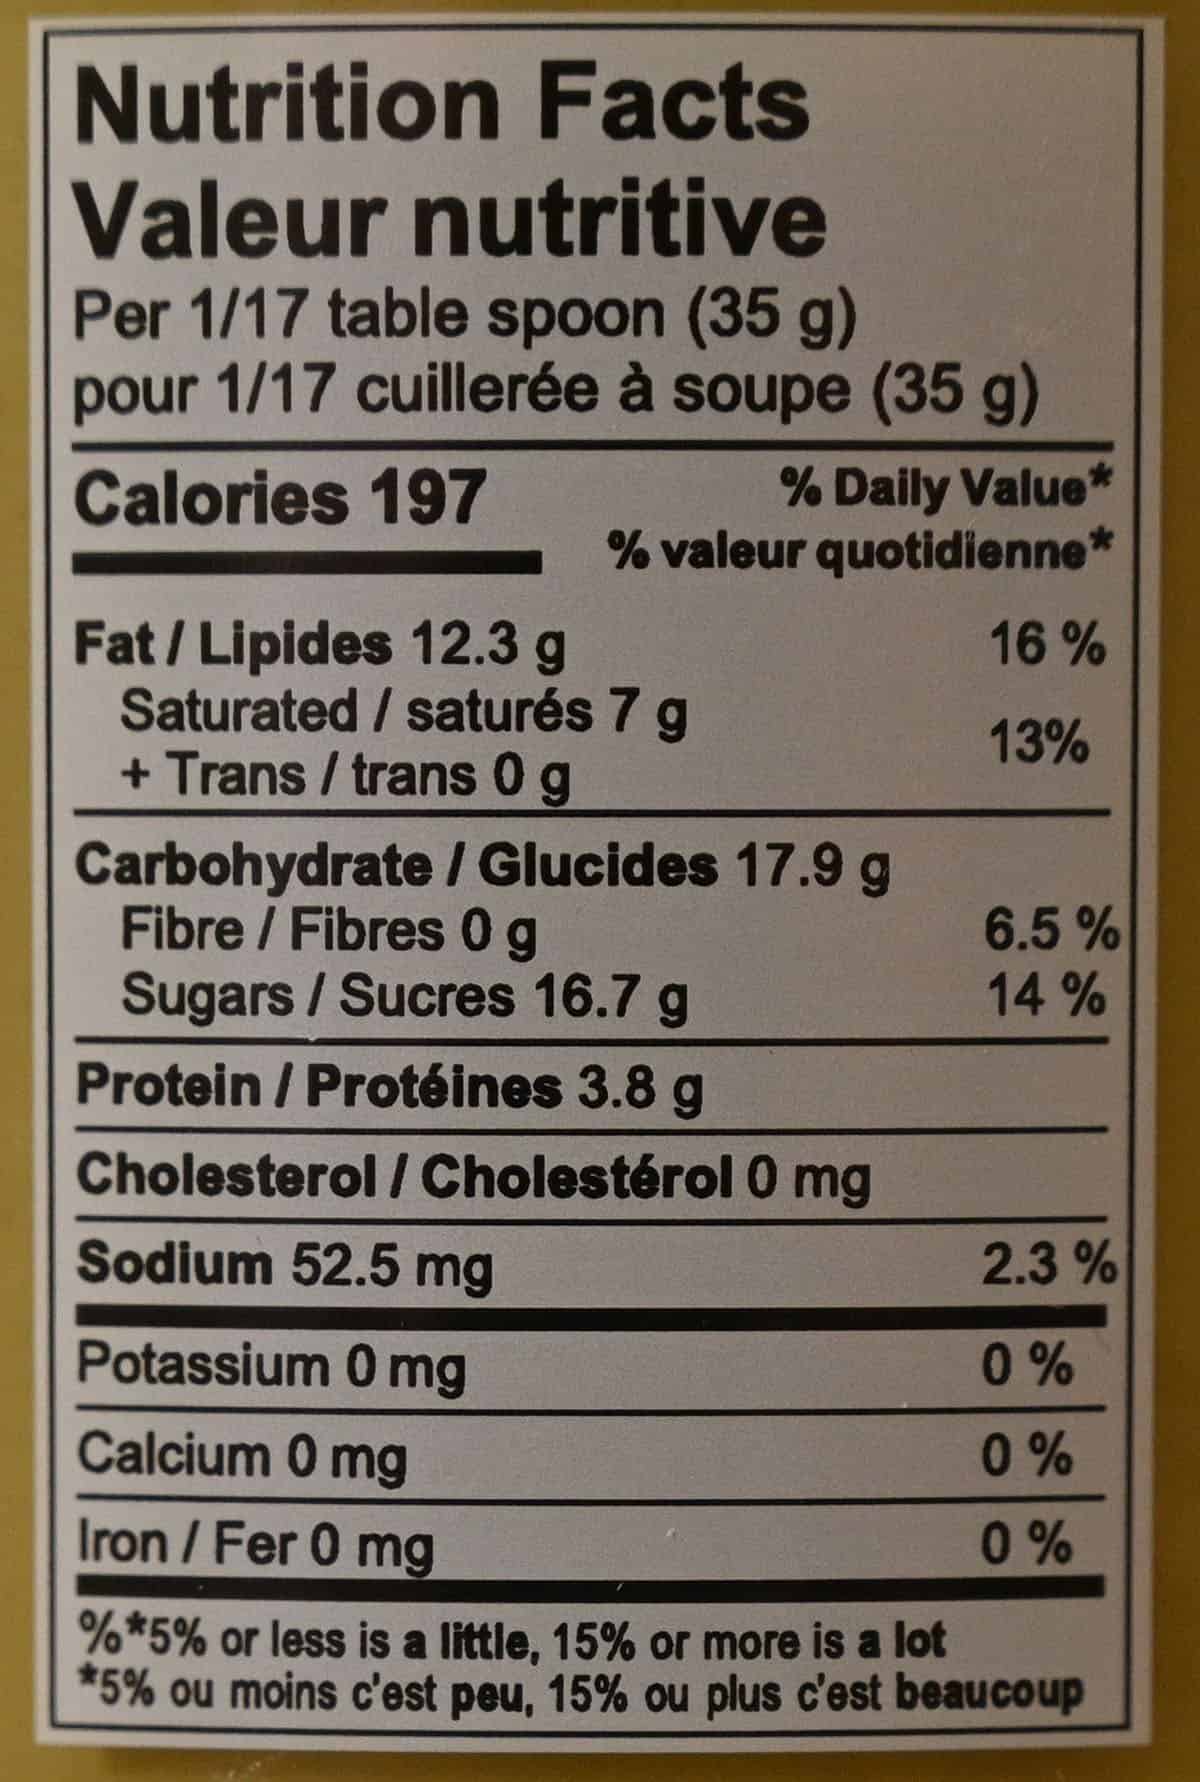 Nutrition Facts
Valeur nutritive
Per 1/17 table spoon (35 g)
pour 1/17 cuillerée à soupe (35 g)
Calories 197
% Daily Value*
% valeur quotidienne*
Fat / Lipides 12.3 g 16 %
Saturated / saturés 7 g
+ Trans / trans 0 g 13%
Carbohydrate / Glucides 17.9 g
Fibre / Fibres 0 g 6.5 %
Sugars / Sucres 16.7 g 14 %
Protein / Protéines 3.8 g
Cholesterol / Cholestérol 0 mg
Sodium 52.5 mg 2.3 %
Potassium 0 mg 0 %
Calcium 0 mg 0 %
Iron / Fer 0 mg 0 %
%*5% or less is a little, 15% or more is a lot
*5% ou moins c'est peu, 15% ou plus c'est beaucoup